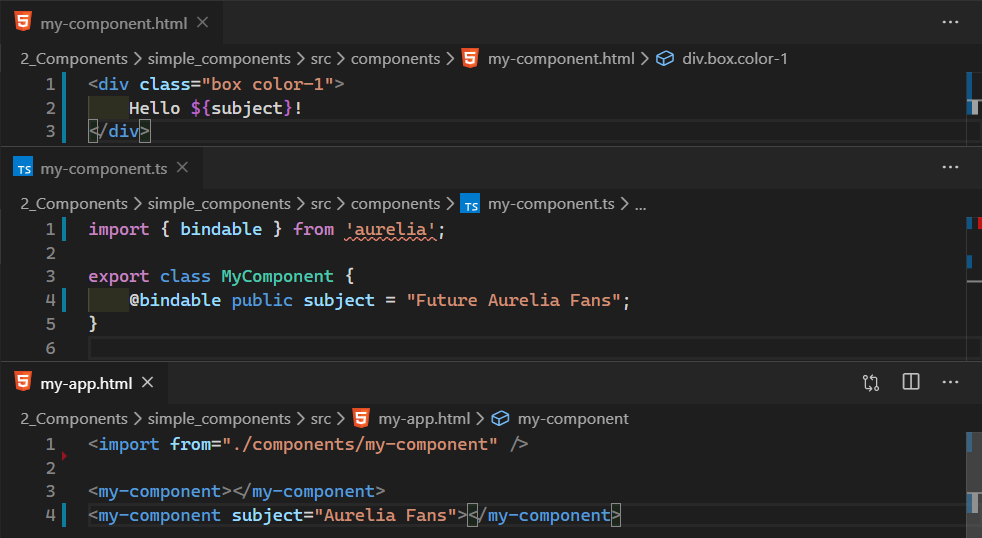 my-component.html
2_Components > simple_components > src > components > my-component.html > div.box.color-1
1 <div class="box color-1">
2     Hello ${subject}!
3 </div>
TS my-component.ts
2_Components > simple_components > src > components > TS my-component.ts > ...
1 import { bindable } from 'aurelia';
2
3 export class MyComponent {
4     @bindable public subject = "Future Aurelia Fans";
5 }
6
my-app.html
2_Components > simple_components > src > my-app.html > my-component
1 <import from="./components/my-component" />
2
3 <my-component></my-component>
4 <my-component subject="Aurelia Fans"></my-component>